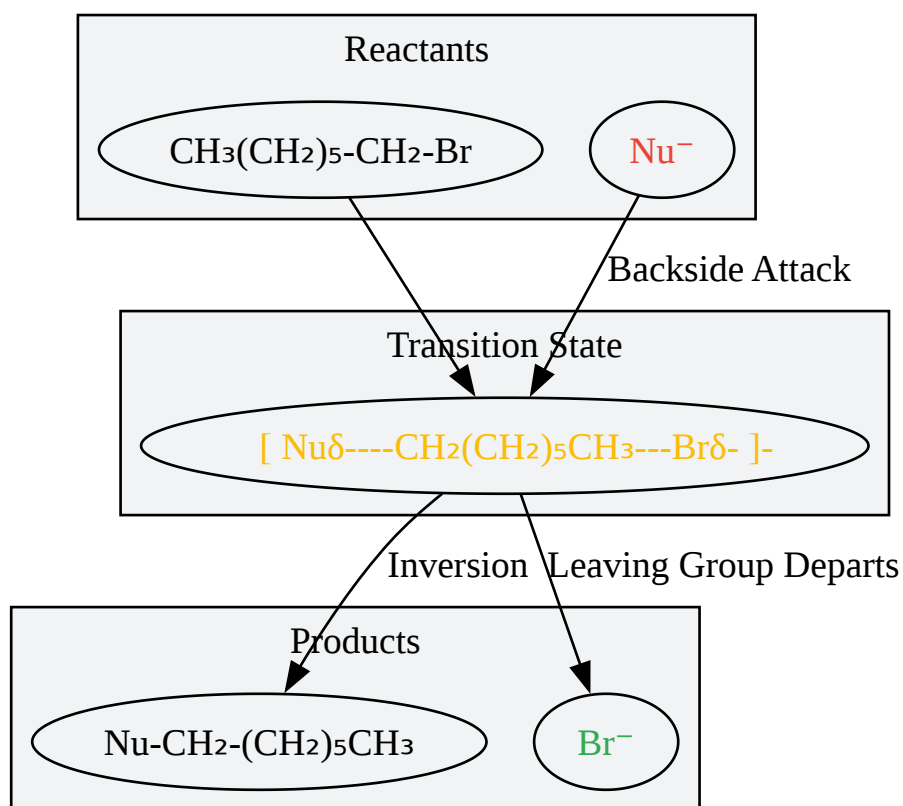 Reactants
CH₃(CH₂)₅-CH₂-Br
Nu⁻
Backside Attack
Transition State
[ Nuδ----CH₂(CH₂)₅CH₃---Brδ- ]-
Inversion
Leaving Group Departs
Products
Nu-CH₂-(CH₂)₅CH₃
Br⁻